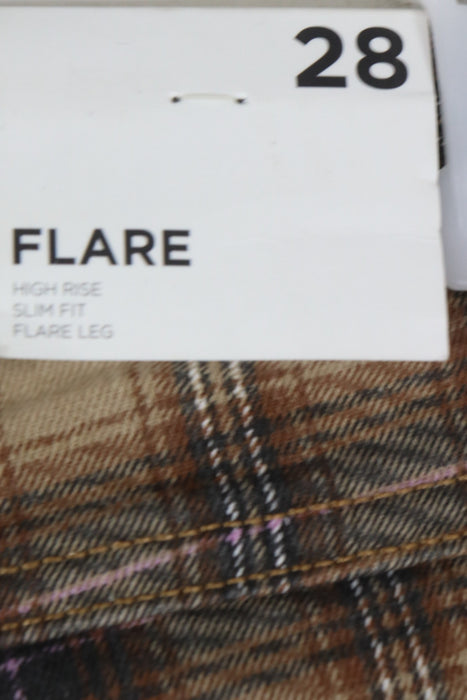 28
FLARE
HIGH RISE
SLIM FIT
FLARE LEG